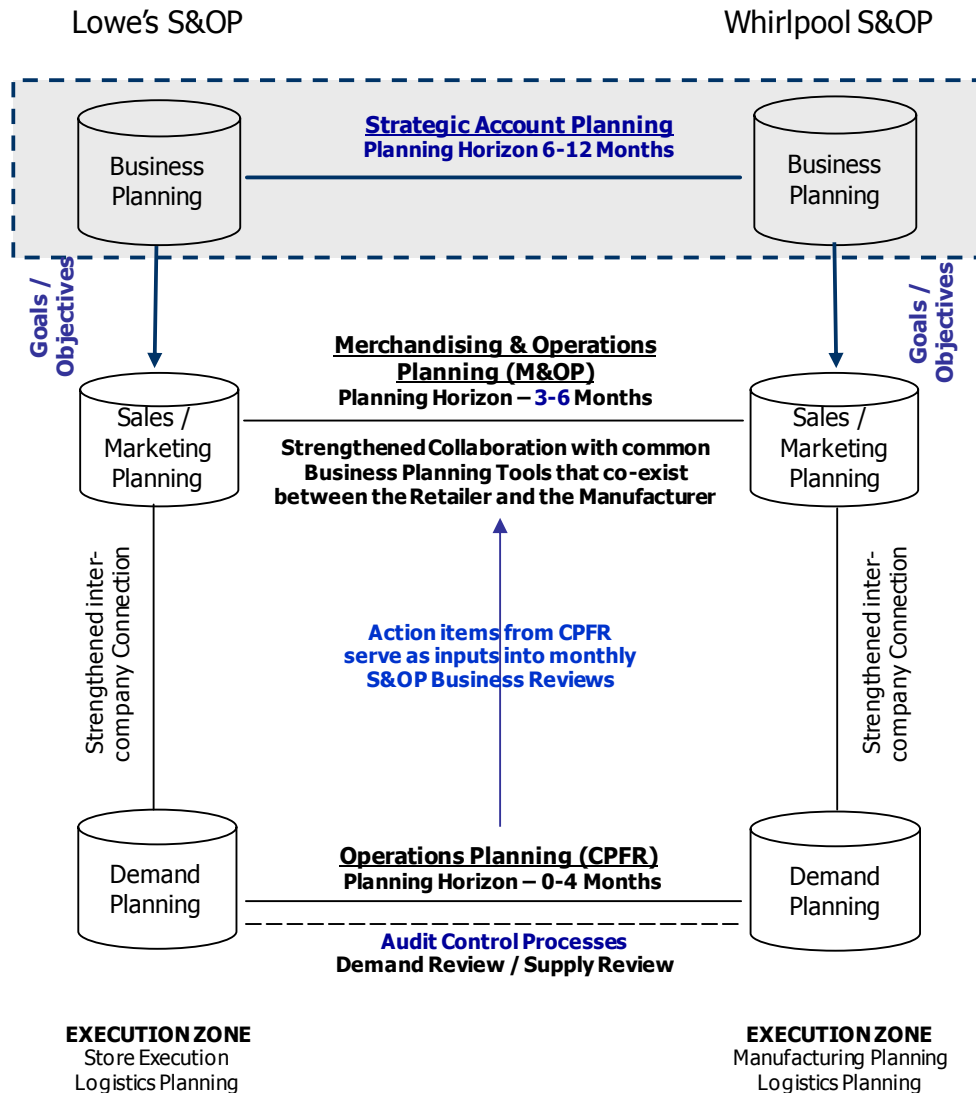 Lowe's S&OP
Whirlpool S&OP
Strategic Account Planning
Planning Horizon 6-12 Months
Business
Planning
Business
Planning
Goals /
Objectives
Goals /
Objectives
Merchandising & Operations
Planning (M&OP)
Planning Horizon – 3-6 Months
Sales /
Marketing
Planning
Sales /
Marketing
Planning
Strengthened Collaboration with common
Business Planning Tools that co-exist
between the Retailer and the Manufacturer
Strengthened inter-
company Connection
Strengthened inter-
company Connection
Action items from CPFR
serve as inputs into monthly
S&OP Business Reviews
Operations Planning (CPFR)
Planning Horizon – 0-4 Months
Demand
Planning
Demand
Planning
Audit Control Processes
Demand Review / Supply Review
EXECUTION ZONE
Store Execution
Logistics Planning
EXECUTION ZONE
Manufacturing Planning
Logistics Planning